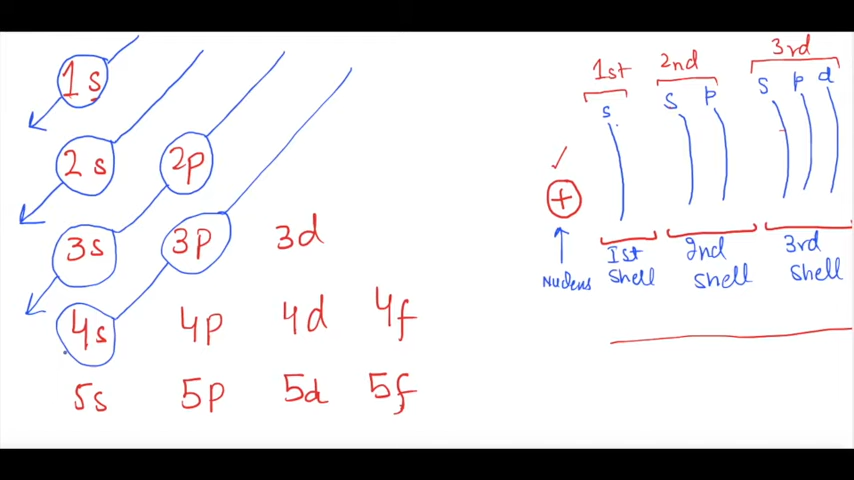 1s
2s 2p
3s 3p 3d
4s 4p 4d 4f
5s 5p 5d 5f
1st 2nd 3rd
s s p s p d
+
Nucleus
Ist shell
2nd shell
3rd shell